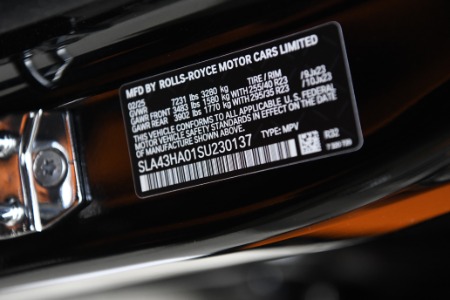 MFD BY ROLLS-ROYCE MOTOR CARS LIMITED
02/25 TIRE / RIM
GVWR 7231 lbs 3280 kg
GAWR FRONT 3483 lbs 1580 kg WITH 255/40 R23 /9Jx23
GAWR REAR 3902 lbs 1770 kg WITH 295/35 R23 /10Jx23
THIS VEHICLE CONFORMS TO ALL APPLICABLE U.S. FEDERAL
MOTOR VEHICLE SAFETY STANDARDS IN EFFECT ON THE DATE
OF MANUFACTURE SHOWN ABOVE.
SLA43HA01SU230137 TYPE: MPV
R32